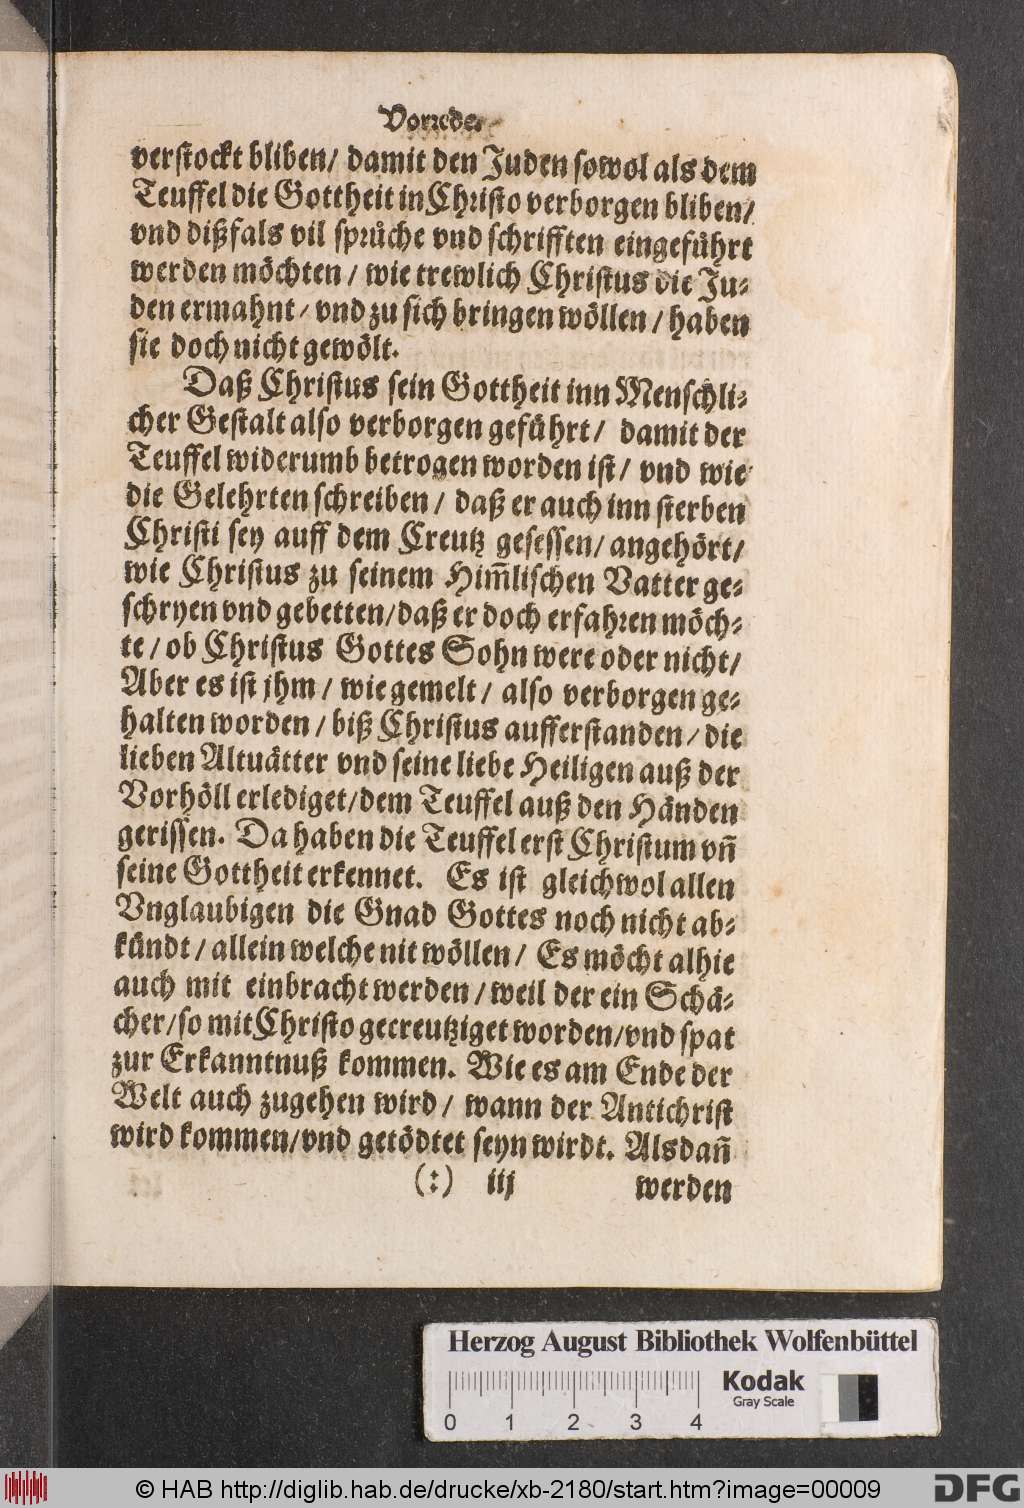 Vorrede.
verstockt bliben/ damit den Juden sowol als dem
Teuffel die Gottheit in Christo verborgen bliben/
vnd dißfals vil sprüche vnd schrifften eingeführt
werden möchten / wie trewlich Christus die Ju-
den ermahnt / vnd zu sich bringen wöllen / haben
sie doch nicht gewölt.
Daß Christus sein Gottheit inn Menschli-
cher Gestalt also verborgen geführt / damit der
Teuffel widerumb betrogen worden ist / vnd wie
die Gelehrten schreiben / daß er auch inn sterben
Christi sey auff dem Creutz gesessen / angehört /
wie Christus zu seinem Him̃lischen Vatter ge-
schryen vnd gebetten / daß er doch erfahren möch-
te / ob Christus Gottes Sohn were oder nicht /
Aber es ist jhm / wie gemelt / also verborgen ge-
halten worden / biß Christus aufferstanden / die
lieben Altuätter vnd seine liebe Heiligen auß der
Vorhöll erlediget / dem Teuffel auß den Händen
gerissen. Da haben die Teuffel erst Christum vñ
seine Gottheit erkennet. Es ist gleichwol allen
Vnglaubigen die Gnad Gottes noch nicht ab-
kündt / allein welche nit wöllen / Es möcht alhie
auch mit einbracht werden / weil der ein Schä-
cher / so mit Christo gecreutziget worden / vnd spat
zur Erkanntnuß kommen. Wie es am Ende der
Welt auch zugehen wird / wann der Antichrist
wird kommen / vnd getödtet seyn wirdt. Alsdañ
(:) iij werden
Herzog August Bibliothek Wolfenbüttel
Kodak
Gray Scale
0 1 2 3 4
© HAB http://diglib.hab.de/drucke/xb-2180/start.htm?image=00009
DFG